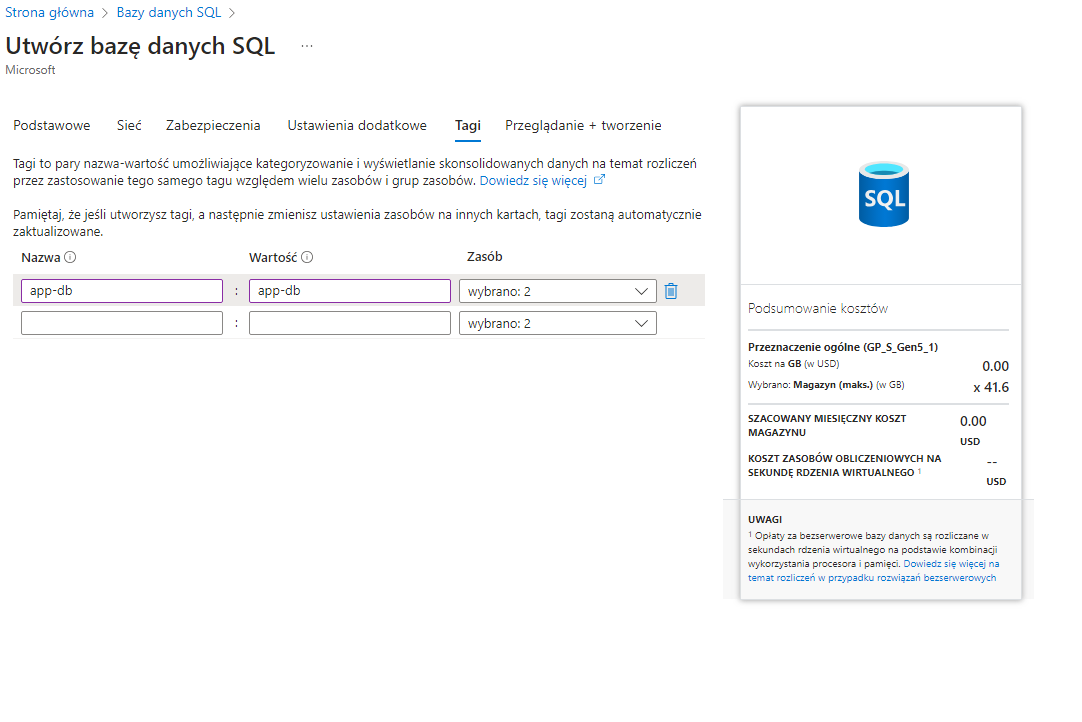 Strona główna > Bazy danych SQL >
Utwórz bazę danych SQL ...
Microsoft
Podstawowe Sieć Zabezpieczenia Ustawienia dodatkowe Tagi Przeglądanie + tworzenie
Tagi to pary nazwa-wartość umożliwiające kategoryzowanie i wyświetlanie skonsolidowanych danych na temat rozliczeń
przez zastosowanie tego samego tagu względem wielu zasobów i grup zasobów. Dowiedz się więcej
Pamiętaj, że jeśli utworzysz tagi, a następnie zmienisz ustawienia zasobów na innych kartach, tagi zostaną automatycznie
zaktualizowane.
Nazwa Wartość Zasób
app-db : app-db wybrano: 2
: wybrano: 2
SQL
Podsumowanie kosztów
Przeznaczenie ogólne (GP_S_Gen5_1)
Koszt na GB (w USD) 0.00
Wybrano: Magazyn (maks.) (w GB) x 41.6
SZACOWANY MIESIĘCZNY KOSZT
MAGAZYNU
0.00
USD
KOSZT ZASOBÓW OBLICZENIOWYCH NA
SEKUNDĘ RDZENIA WIRTUALNEGO ¹
--
USD
UWAGI
¹ Opłaty za bezserwerowe bazy danych są rozliczane w
sekundach rdzenia wirtualnego na podstawie kombinacji
wykorzystania procesora i pamięci. Dowiedz się więcej na
temat rozliczeń w przypadku rozwiązań bezserwerowych